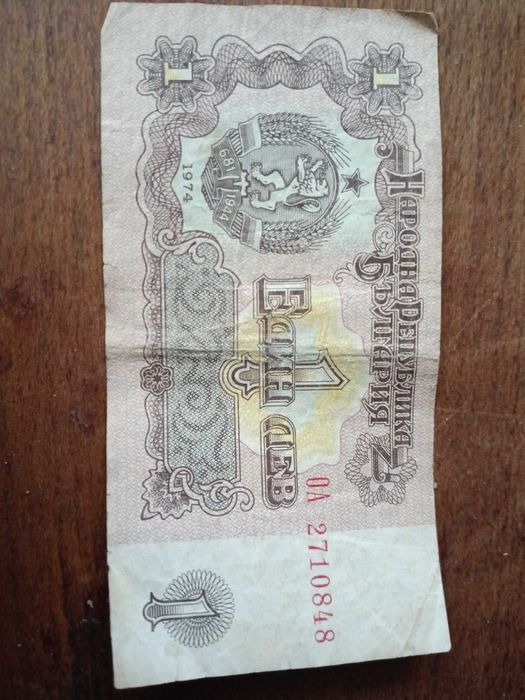 1
1
НАРОДНА РЕПУБЛИКА
БЪЛГАРИЯ
681 1944
1974
ЕДИН
1
ЛЕВ
ОА 2710848
1